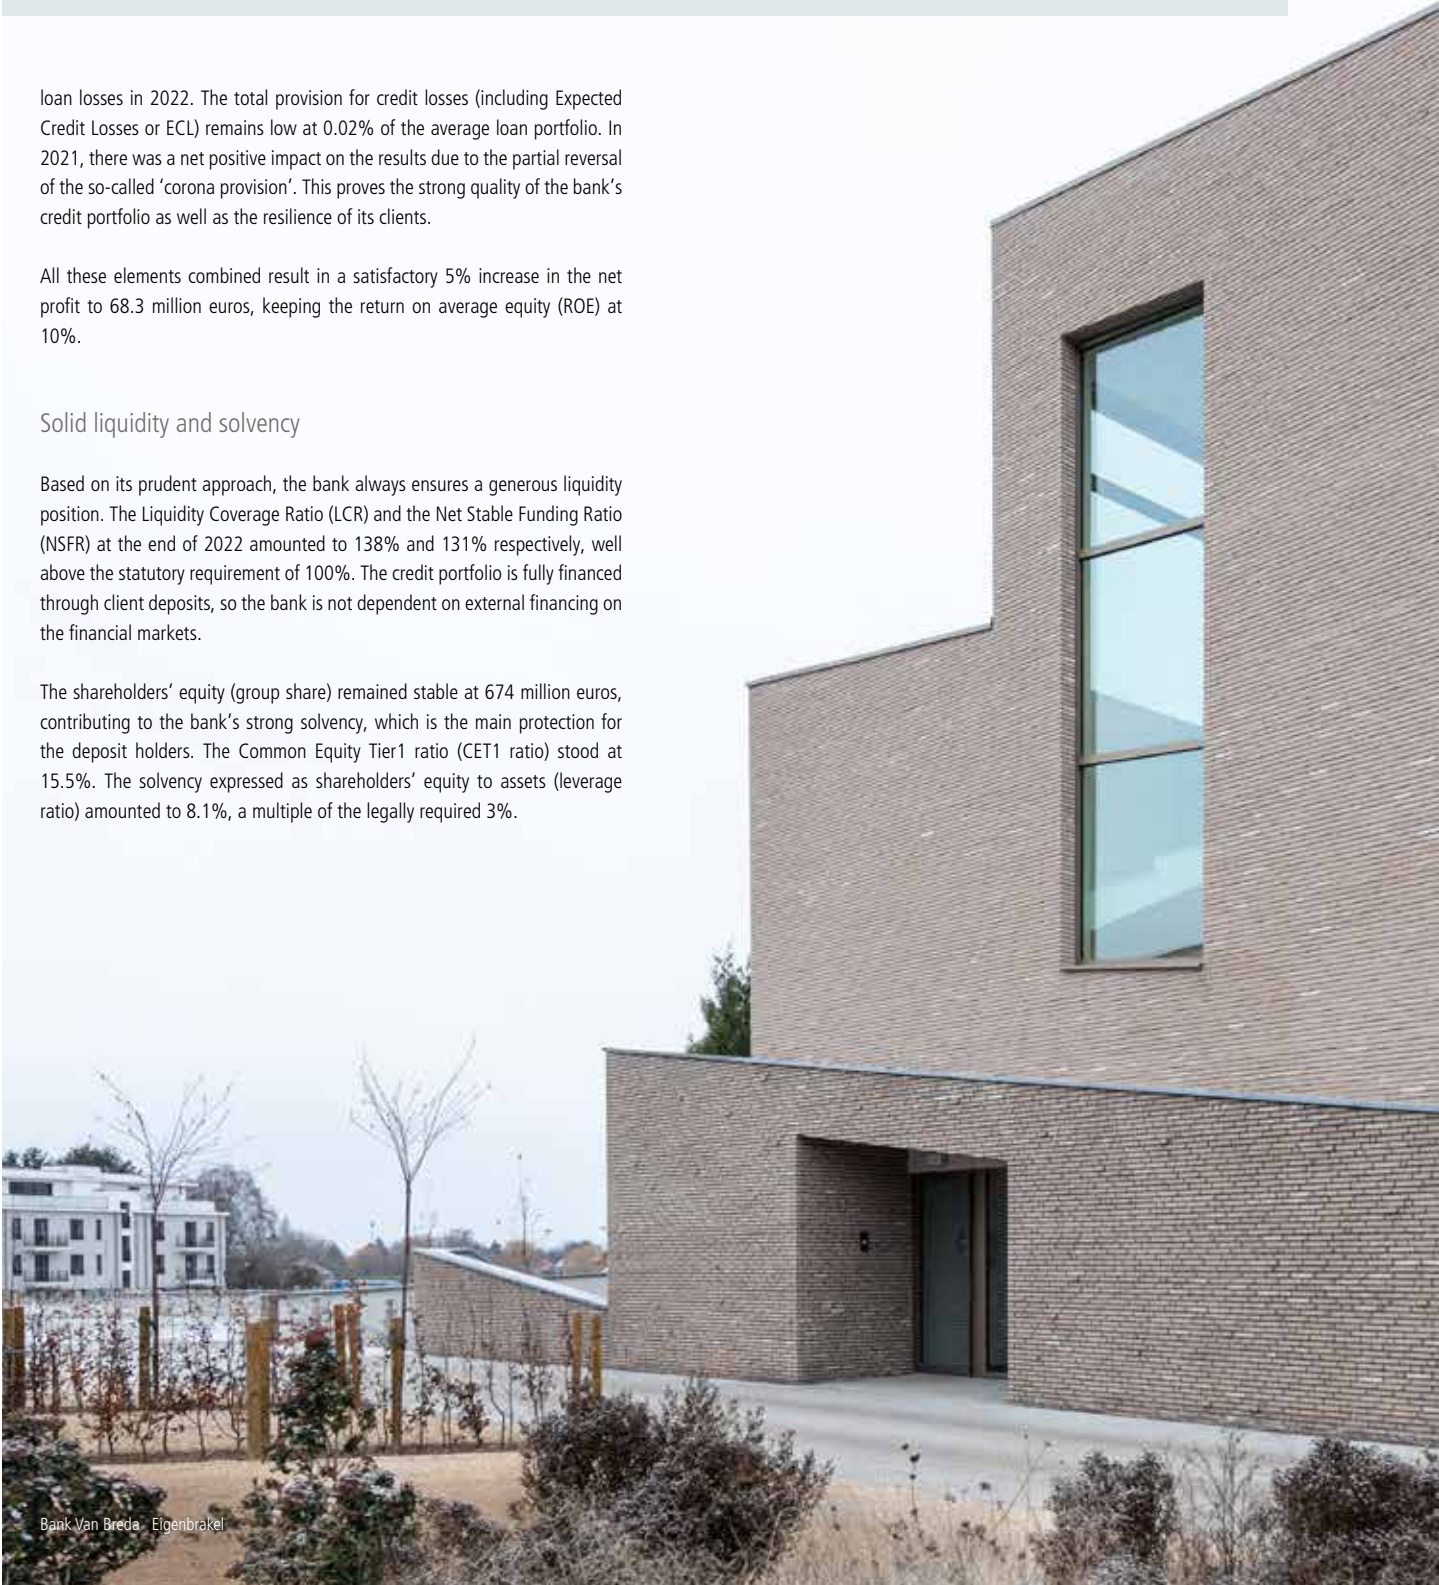 loan losses in 2022. The total provision for credit losses (including Expected
Credit Losses or ECL) remains low at 0.02% of the average loan portfolio. In
2021, there was a net positive impact on the results due to the partial reversal
of the so-called ‘corona provision’. This proves the strong quality of the bank’s
credit portfolio as well as the resilience of its clients.
All these elements combined result in a satisfactory 5% increase in the net
profit to 68.3 million euros, keeping the return on average equity (ROE) at
10%.
Solid liquidity and solvency
Based on its prudent approach, the bank always ensures a generous liquidity
position. The Liquidity Coverage Ratio (LCR) and the Net Stable Funding Ratio
(NSFR) at the end of 2022 amounted to 138% and 131% respectively, well
above the statutory requirement of 100%. The credit portfolio is fully financed
through client deposits, so the bank is not dependent on external financing on
the financial markets.
The shareholders’ equity (group share) remained stable at 674 million euros,
contributing to the bank’s strong solvency, which is the main protection for
the deposit holders. The Common Equity Tier1 ratio (CET1 ratio) stood at
15.5%. The solvency expressed as shareholders’ equity to assets (leverage
ratio) amounted to 8.1%, a multiple of the legally required 3%.
Bank Van Breda Eigenbrakel